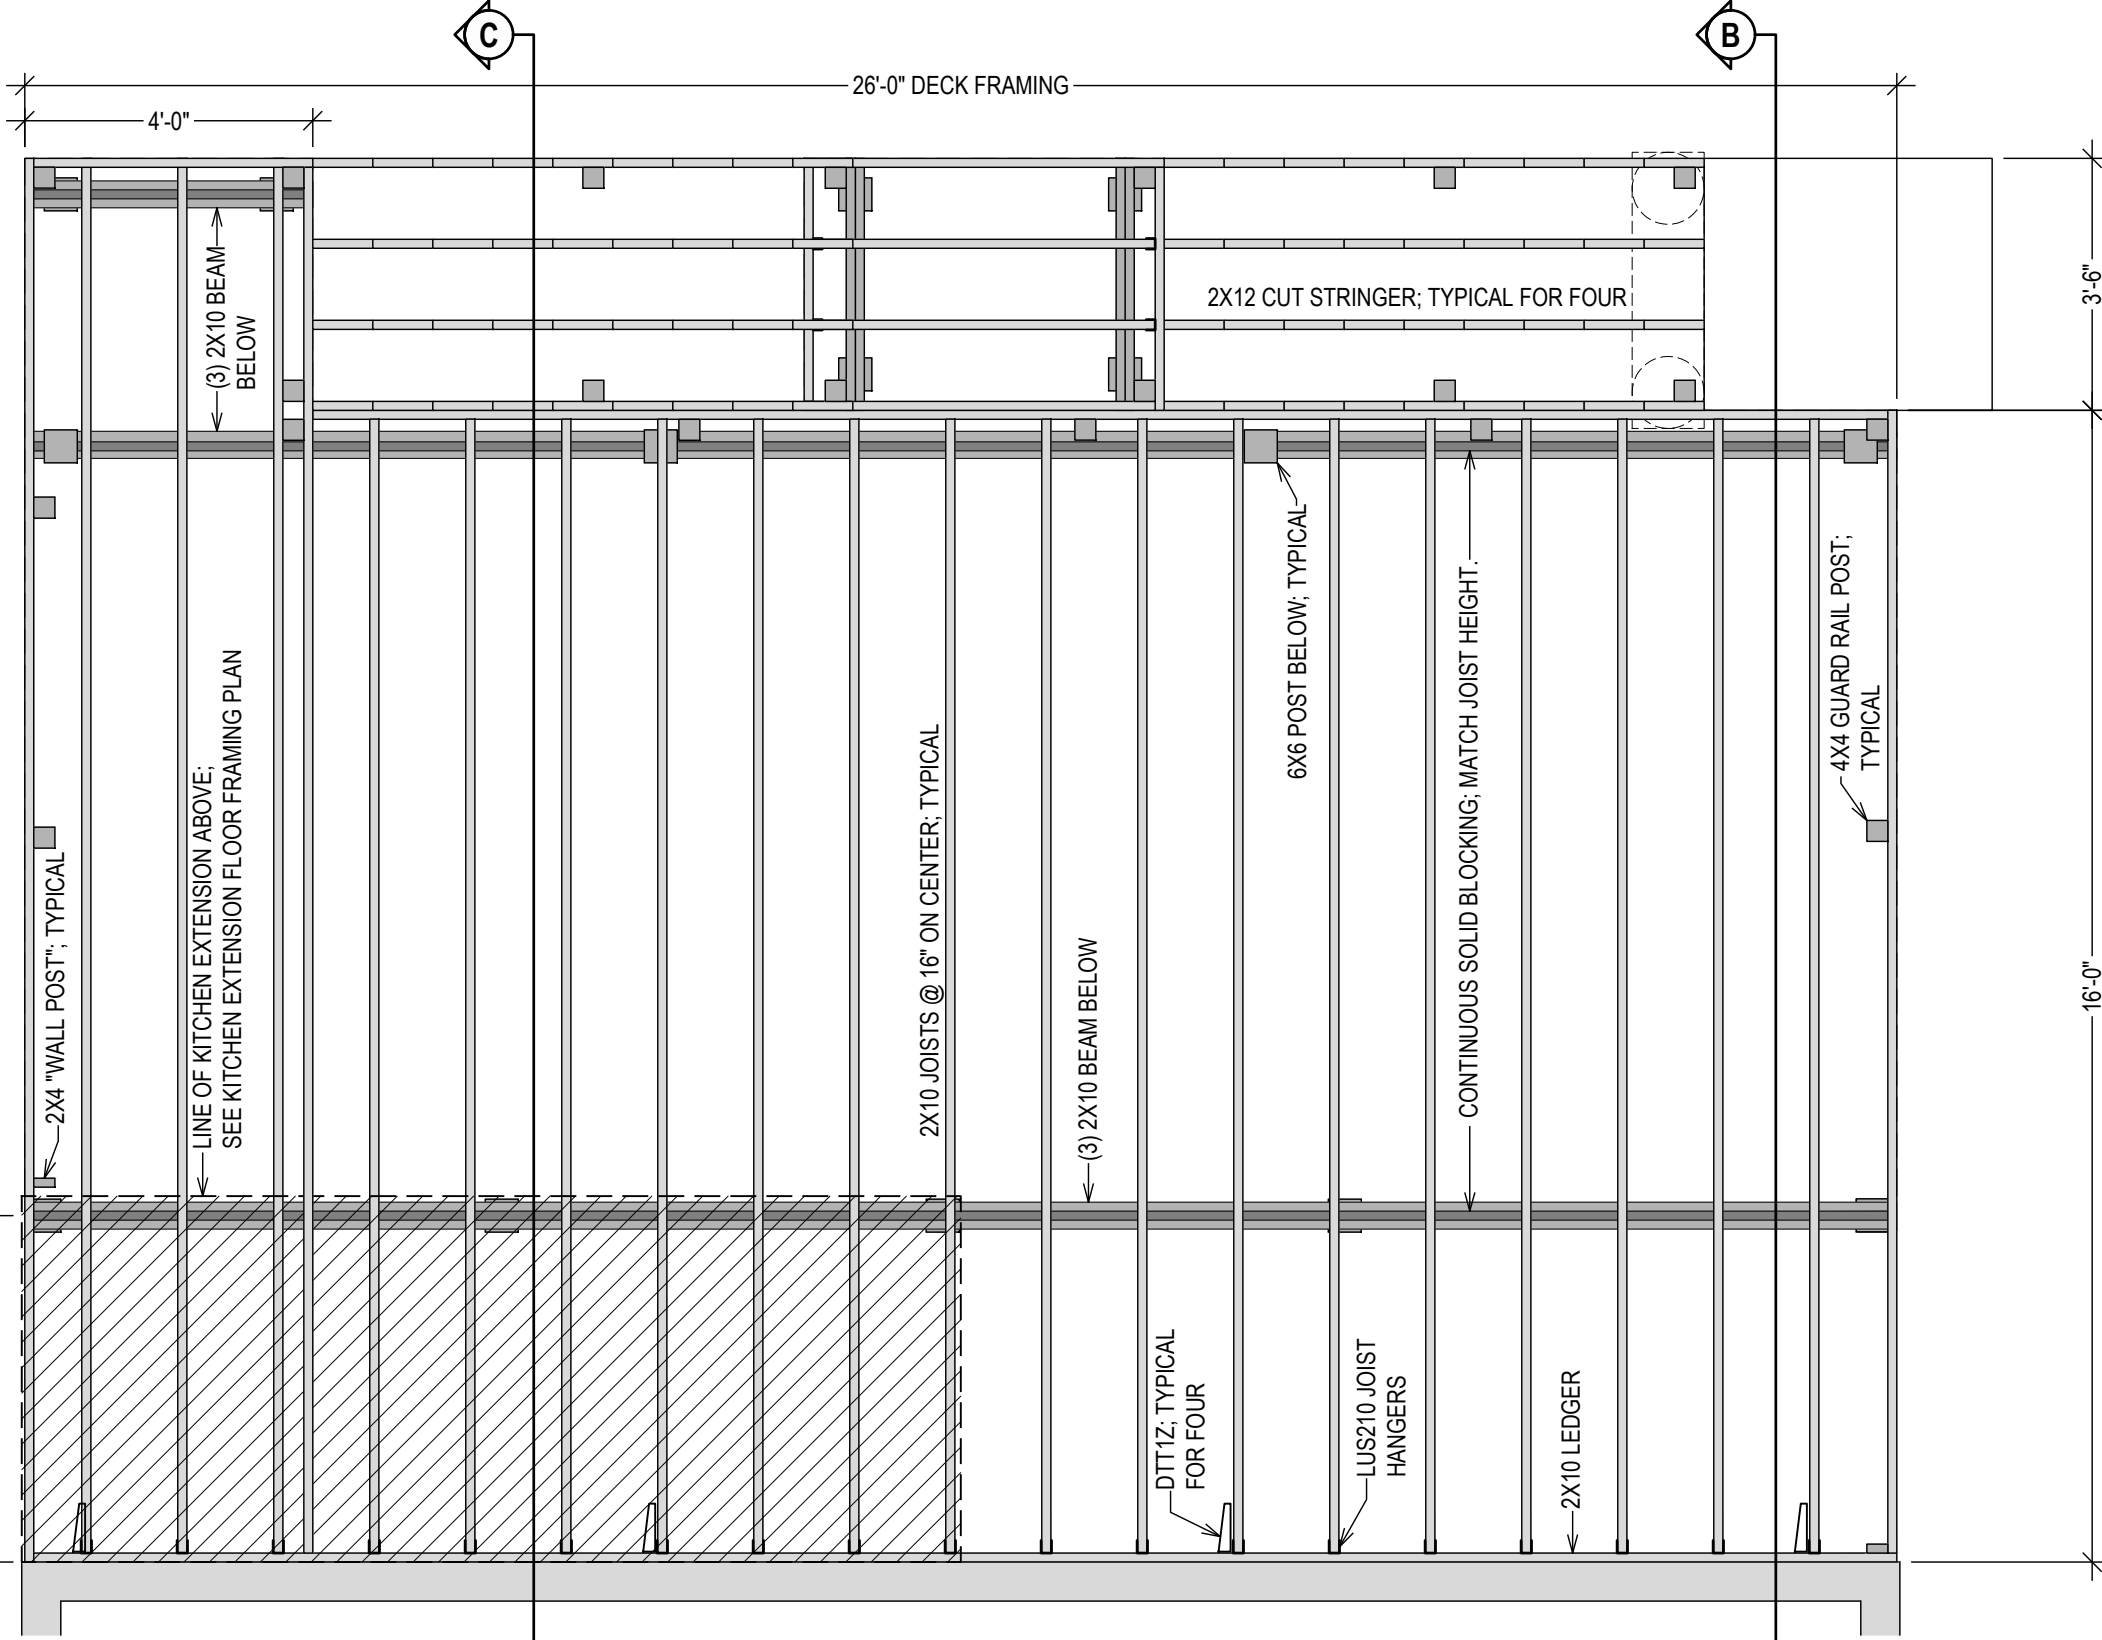 C
B
26'-0" DECK FRAMING
4'-0"
3'-6"
(3) 2X10 BEAM
BELOW
2X12 CUT STRINGER; TYPICAL FOR FOUR
6X6 POST BELOW; TYPICAL
CONTINUOUS SOLID BLOCKING; MATCH JOIST HEIGHT.
4X4 GUARD RAIL POST;
TYPICAL
2X4 "WALL POST"; TYPICAL
LINE OF KITCHEN EXTENSION ABOVE;
SEE KITCHEN EXTENSION FLOOR FRAMING PLAN
2X10 JOISTS @ 16" ON CENTER; TYPICAL
(3) 2X10 BEAM BELOW
16'-0"
DTT1Z; TYPICAL
FOR FOUR
LUS210 JOIST
HANGERS
2X10 LEDGER